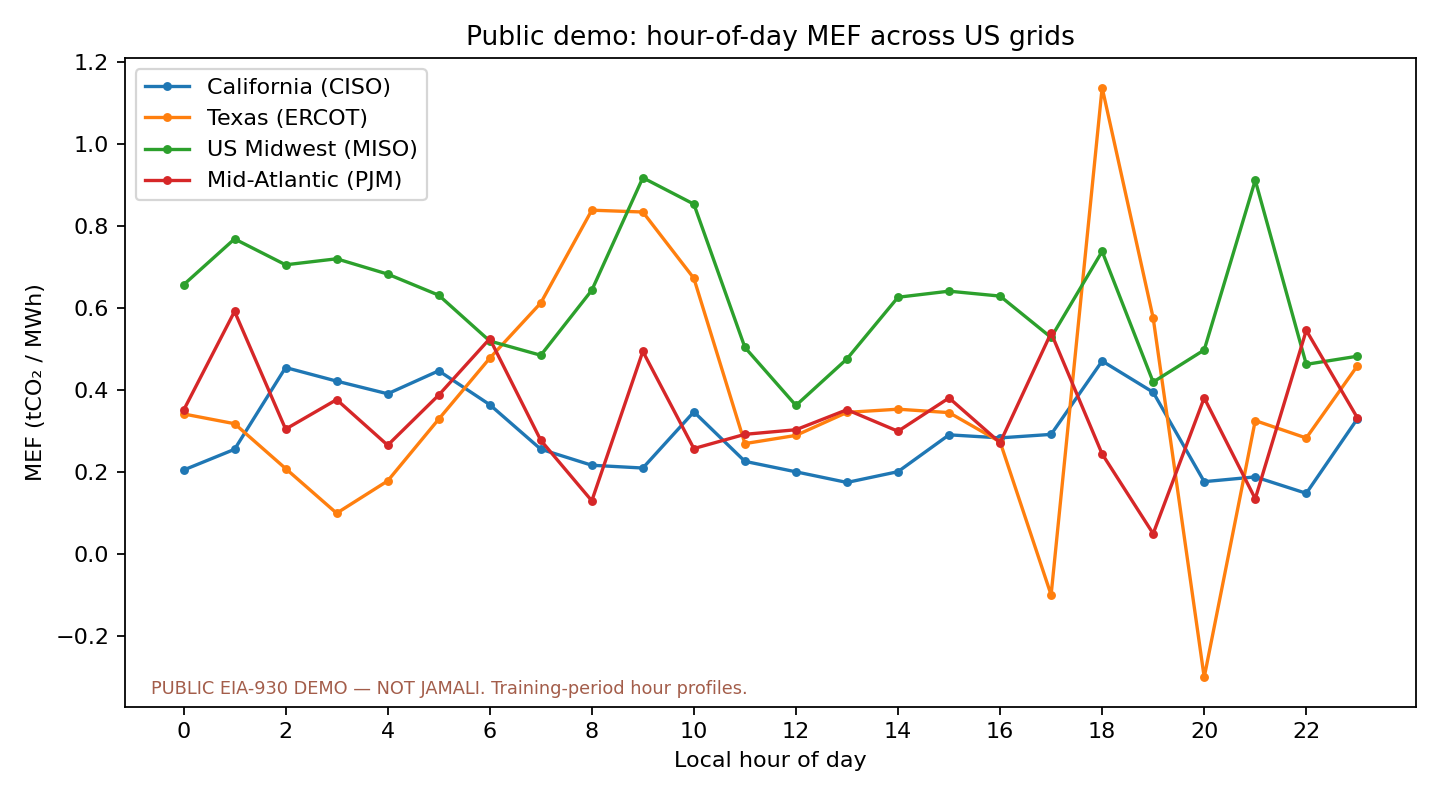 Public demo: hour-of-day MEF across US grids
California (CISO)
Texas (ERCOT)
US Midwest (MISO)
Mid-Atlantic (PJM)
MEF (tCO₂ / MWh)
1.2
1.0
0.8
0.6
0.4
0.2
0.0
−0.2
PUBLIC EIA-930 DEMO — NOT JAMALI. Training-period hour profiles.
0 2 4 6 8 10 12 14 16 18 20 22
Local hour of day